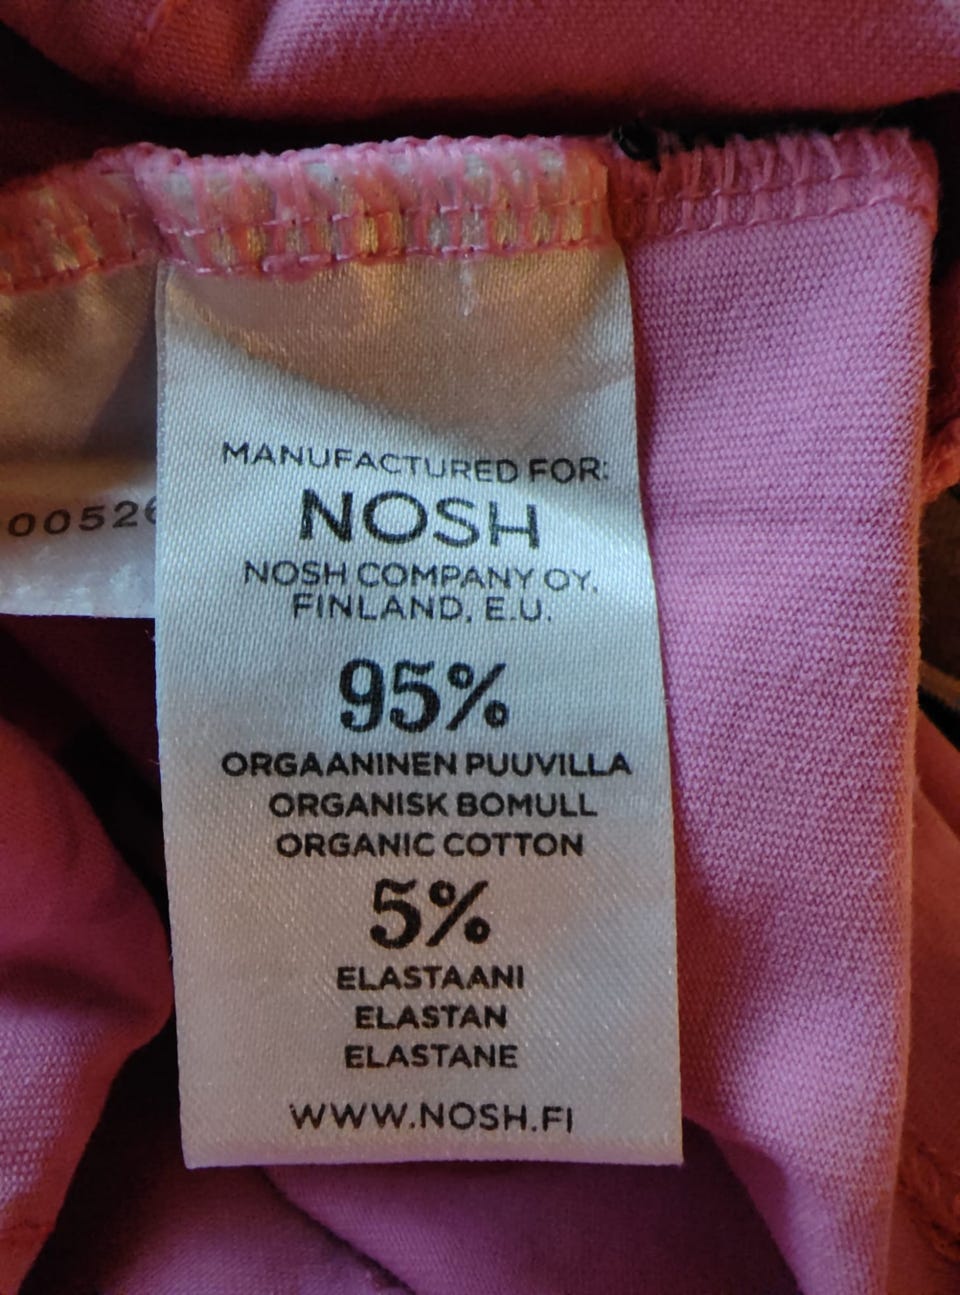 MANUFACTURED FOR:
NOSH
NOSH COMPANY OY,
FINLAND, E.U.
95%
ORGAANINEN PUUVILLA
ORGANISK BOMULL
ORGANIC COTTON
5%
ELASTAANI
ELASTAN
ELASTANE
WWW.NOSH.FI